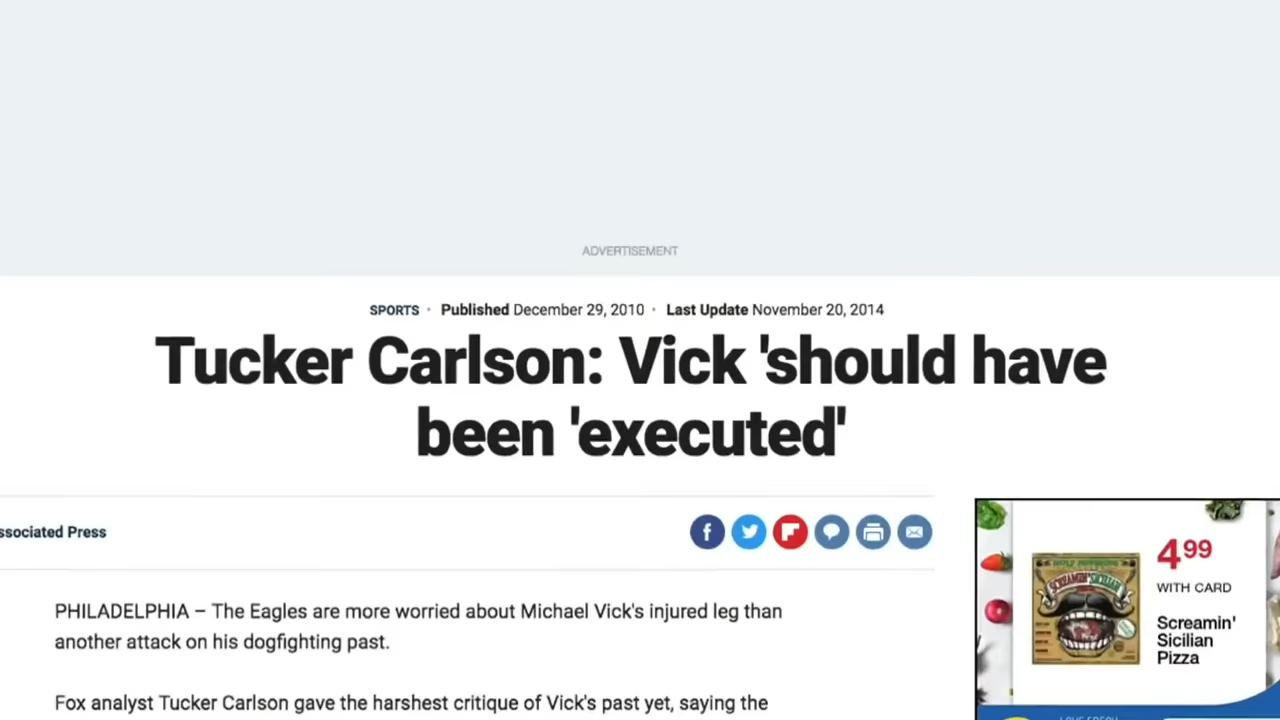 ADVERTISEMENT
SPORTS · Published December 29, 2010 · Last Update November 20, 2014
Tucker Carlson: Vick 'should have
been 'executed'
ssociated Press
PHILADELPHIA – The Eagles are more worried about Michael Vick's injured leg than
another attack on his dogfighting past.
Fox analyst Tucker Carlson gave the harshest critique of Vick's past yet, saying the
4.99
WITH CARD
Screamin'
Sicilian
Pizza
SCREAMIN' SICILIAN